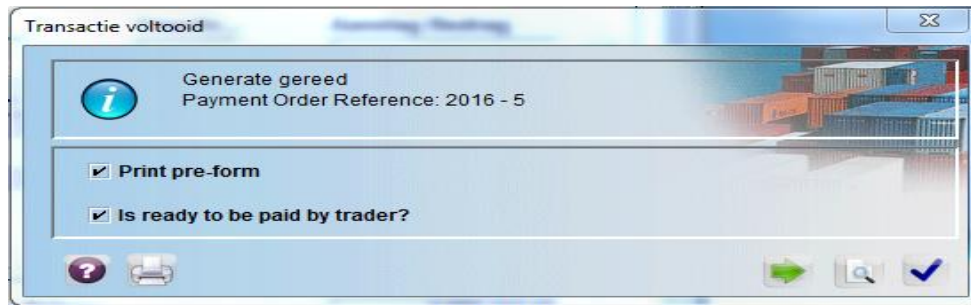 Transactie voltooid
Generate gereed
Payment Order Reference: 2016 - 5
Print pre-form
Is ready to be paid by trader?